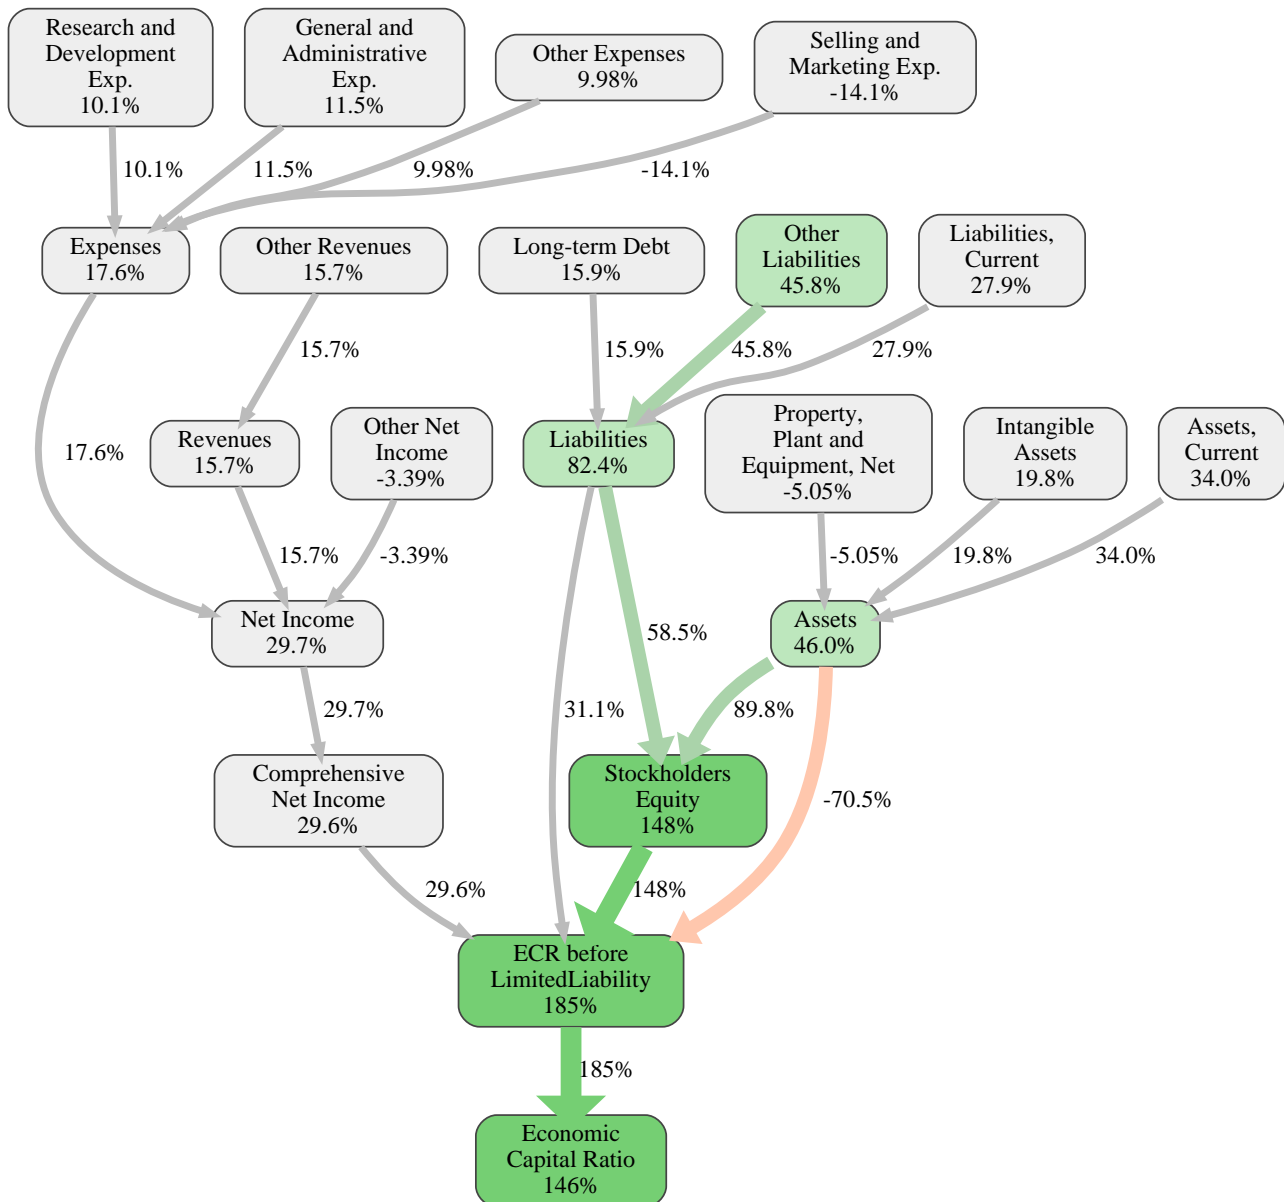 Research and
Development
Exp.
10.1%
General and
Administrative
Exp.
11.5%
Other Expenses
9.98%
Selling and
Marketing Exp.
-14.1%
10.1%
11.5%
9.98%
-14.1%
Expenses
17.6%
Other Revenues
15.7%
Long-term Debt
15.9%
Other
Liabilities
45.8%
Liabilities,
Current
27.9%
15.7%
15.9%
45.8%
27.9%
17.6%
Revenues
15.7%
Other Net
Income
-3.39%
Liabilities
82.4%
Property,
Plant and
Equipment, Net
-5.05%
Intangible
Assets
19.8%
Assets,
Current
34.0%
15.7%
-3.39%
-5.05%
19.8%
34.0%
Net Income
29.7%
58.5%
Assets
46.0%
29.7%
31.1%
89.8%
Comprehensive
Net Income
29.6%
Stockholders
Equity
148%
-70.5%
29.6%
148%
ECR before
LimitedLiability
185%
185%
Economic
Capital Ratio
146%